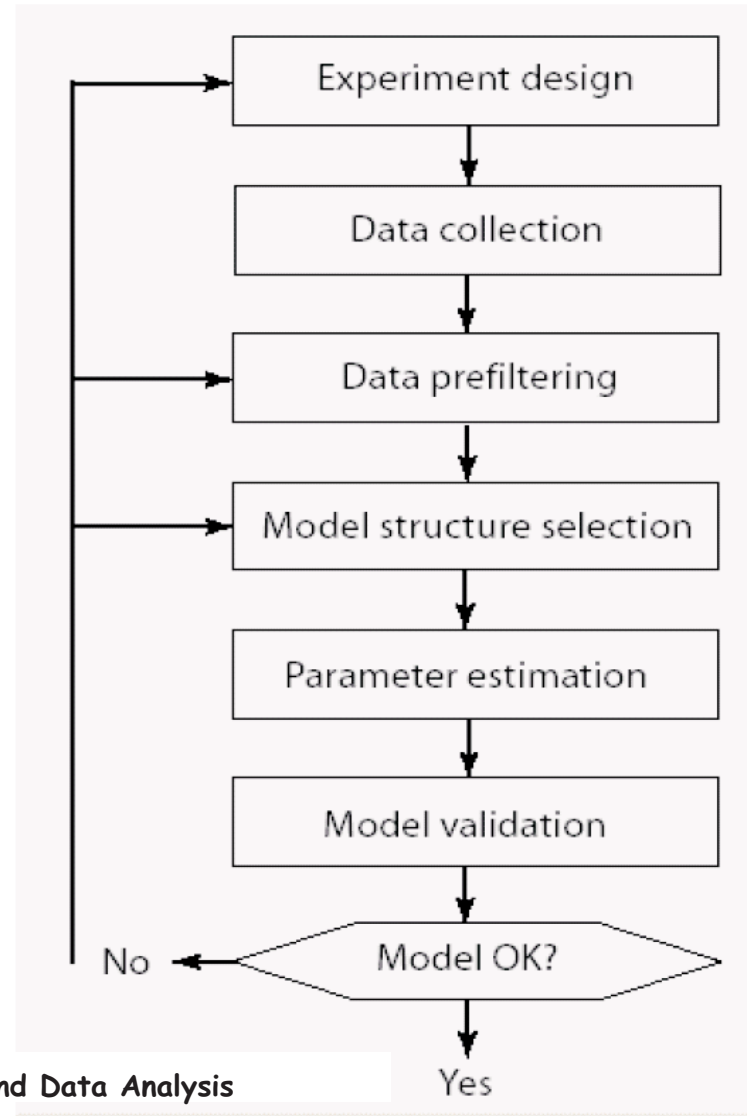 Experiment design
Data collection
Data prefiltering
Model structure selection
Parameter estimation
Model validation
Model OK?
No
Yes
nd Data Analysis